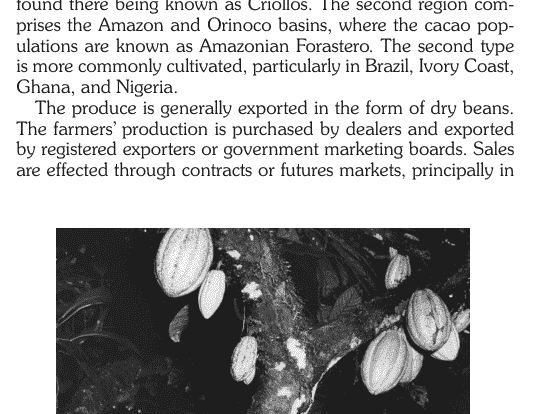 found there being known as Criollos. The second region com-
prises the Amazon and Orinoco basins, where the cacao pop-
ulations are known as Amazonian Forastero. The second type
is more commonly cultivated, particularly in Brazil, Ivory Coast,
Ghana, and Nigeria.
The produce is generally exported in the form of dry beans.
The farmers' production is purchased by dealers and exported
by registered exporters or government marketing boards. Sales
are effected through contracts or futures markets, principally in